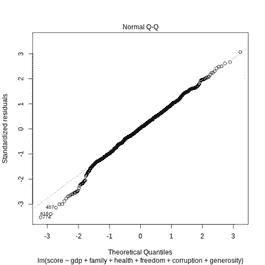 Normal Q-Q
Standardized residuals
3
2
1
0
-1
-2
-3
-3 -2 -1 0 1 2 3
Theoretical Quantiles
lm(score ~ gdp + family + health + freedom + corruption + generosity)